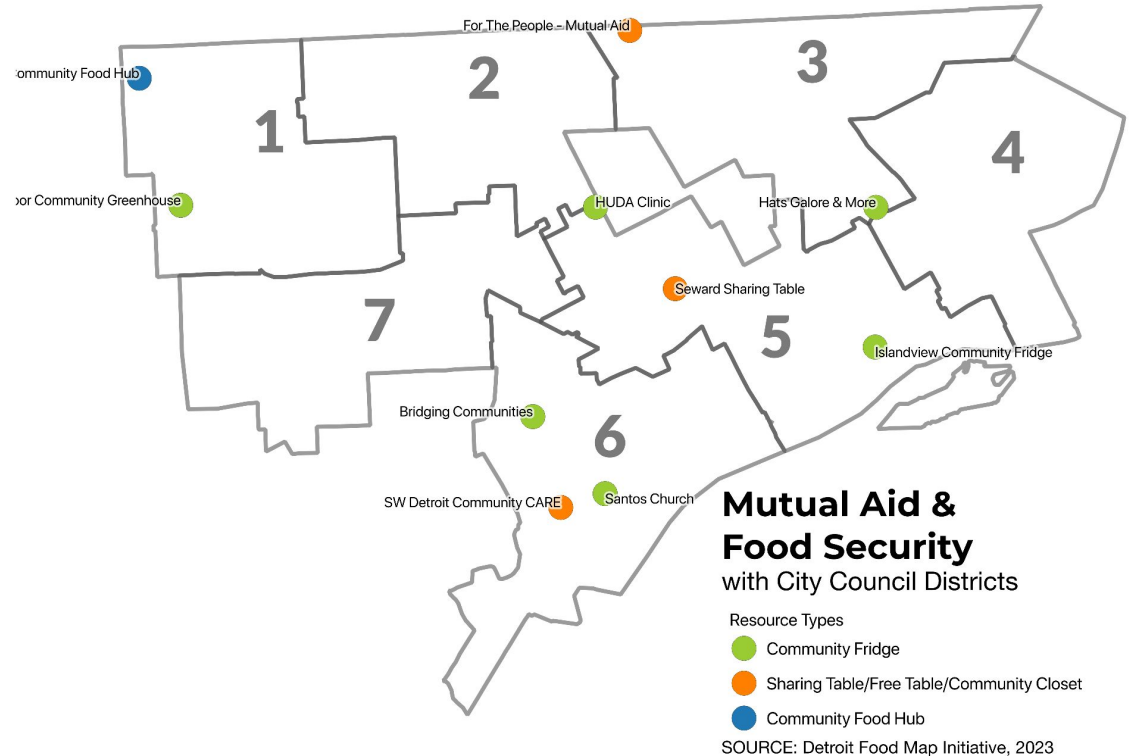 For The People - Mutual Aid
3
2
ommunity Food Hub
1
4
or Community Greenhouse
HUDA Clinic
Hats Galore & More
Seward Sharing Table
7
5
Islandview Community Fridge
Bridging Communities
6
SW Detroit Community CARE
Santos Church
Mutual Aid &
Food Security
with City Council Districts
Resource Types
Community Fridge
Sharing Table/Free Table/Community Closet
Community Food Hub
SOURCE: Detroit Food Map Initiative, 2023